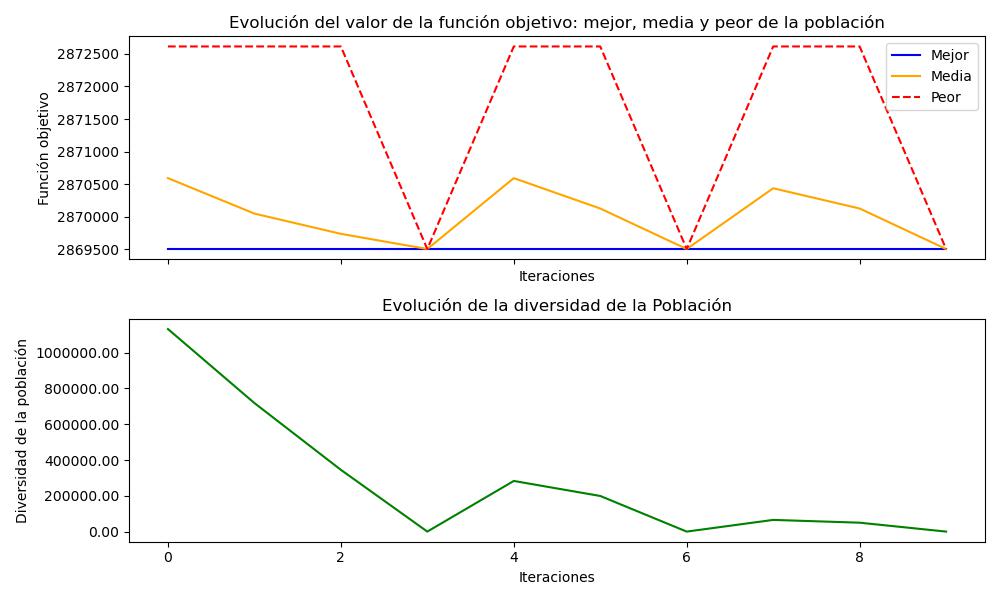 Evolución del valor de la función objetivo: mejor, media y peor de la población
Función objetivo
2872500
2872000
2871500
2871000
2870500
2870000
2869500
Mejor
Media
Peor
Iteraciones
Evolución de la diversidad de la Población
Diversidad de la población
1000000.00
800000.00
600000.00
400000.00
200000.00
0.00
0 2 4 6 8
Iteraciones